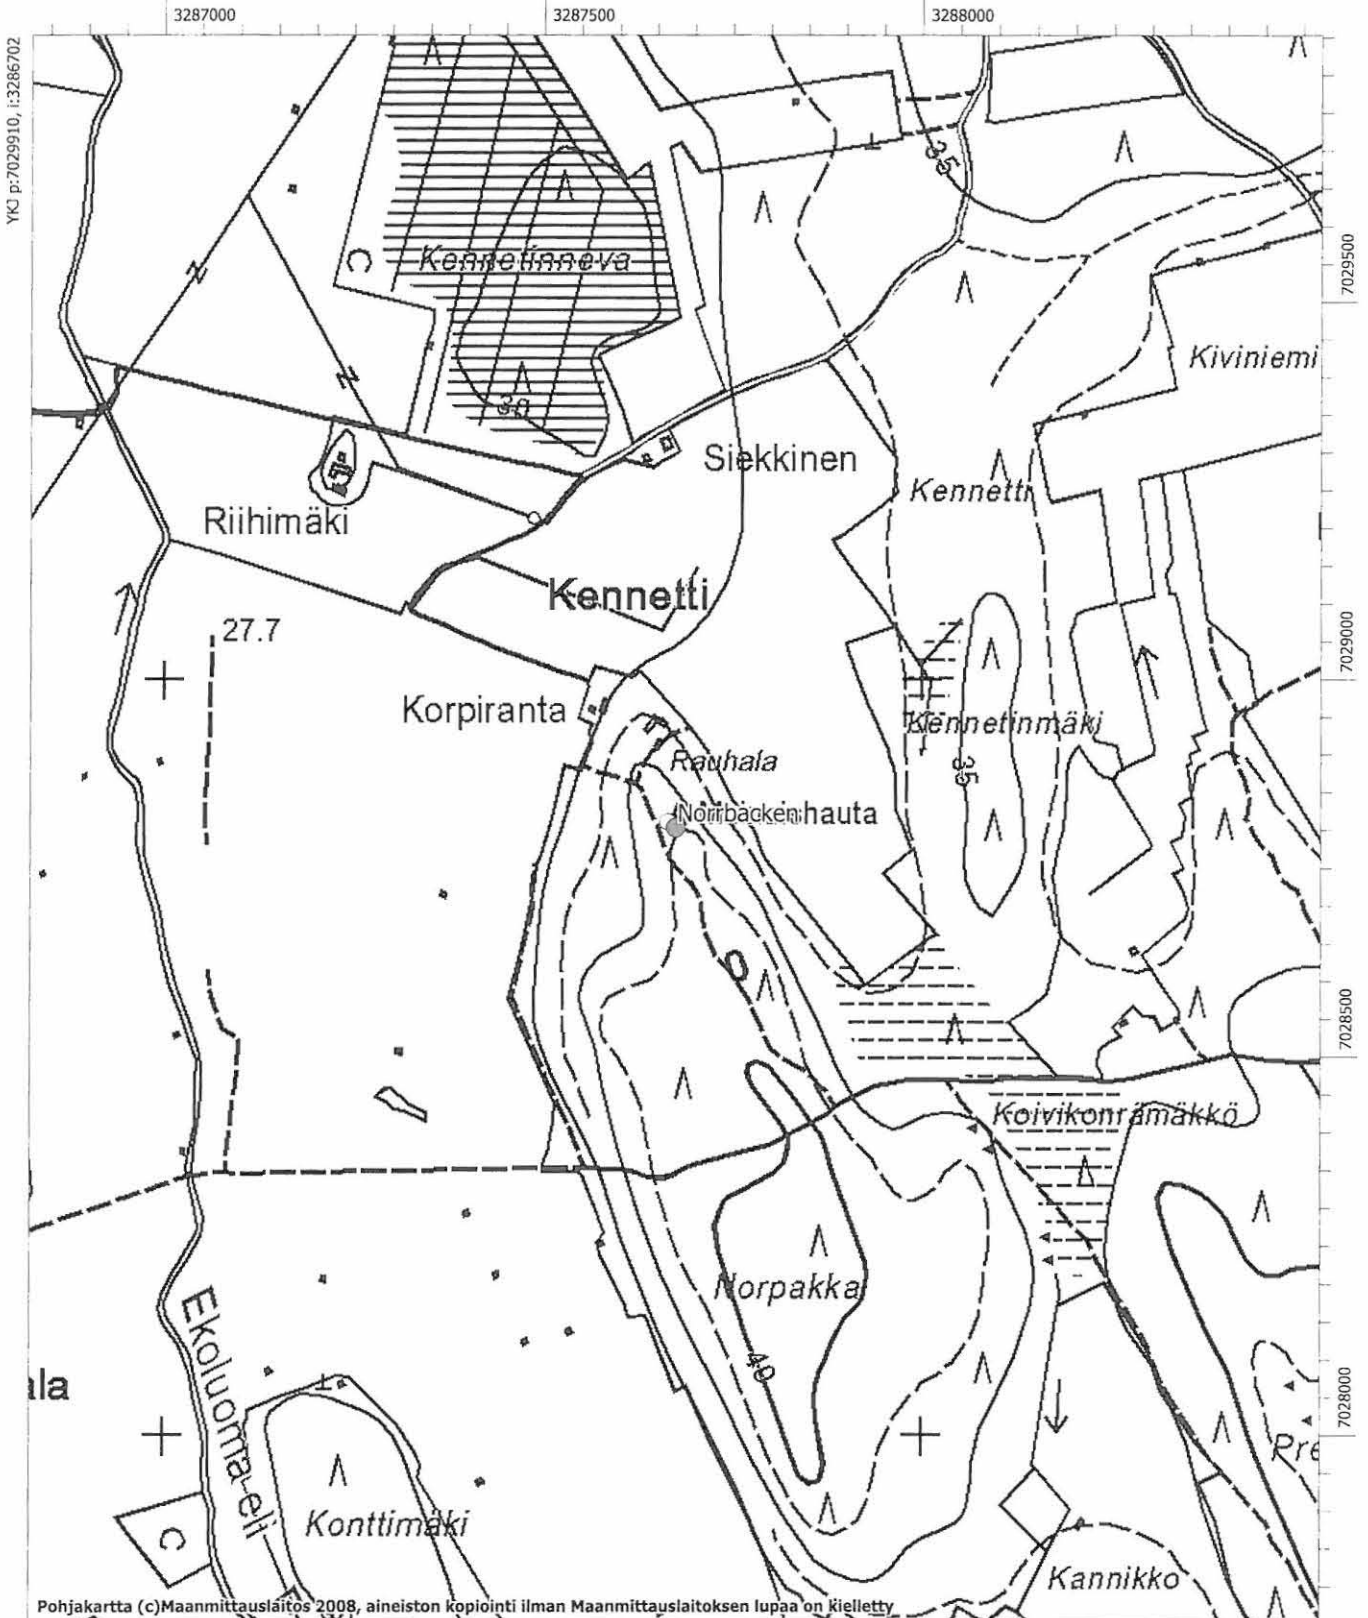 3287000
3287500
3288000
YKJ p:7029910, i:3286702
35
Z
C
Kennetinneva
7029500
Z
Kiviniemi
30
Siekkinen
Kennetti
Riihimäki
Kennetti
27.7
7029000
Korpiranta
Kennetinmäki
Rauhala
35
Norrbackenhauta
7028500
Koivikonrämäkkö
Norpakka
Ekoluoma eli
40
ala
7028000
Pre
C
Konttimäki
Kannikko
Pohjakartta (c)Maanmittauslaitos 2008, aineiston kopiointi ilman Maanmittauslaitoksen lupaa on kielletty